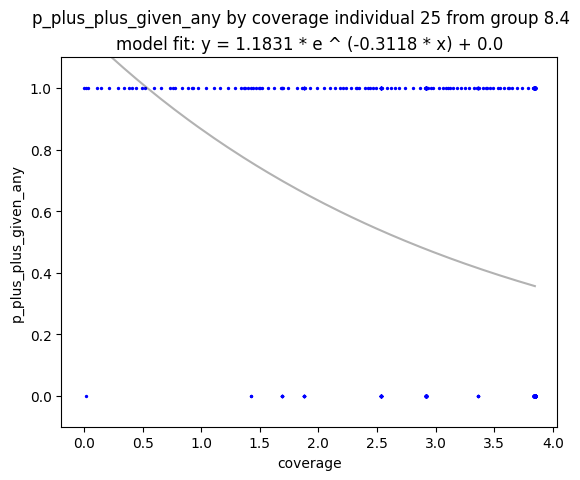 p_plus_plus_given_any by coverage individual 25 from group 8.4
model fit: y = 1.1831 * e ^ (-0.3118 * x) + 0.0
p_plus_plus_given_any
1.0
0.8
0.6
0.4
0.2
0.0
0.0 0.5 1.0 1.5 2.0 2.5 3.0 3.5 4.0
coverage